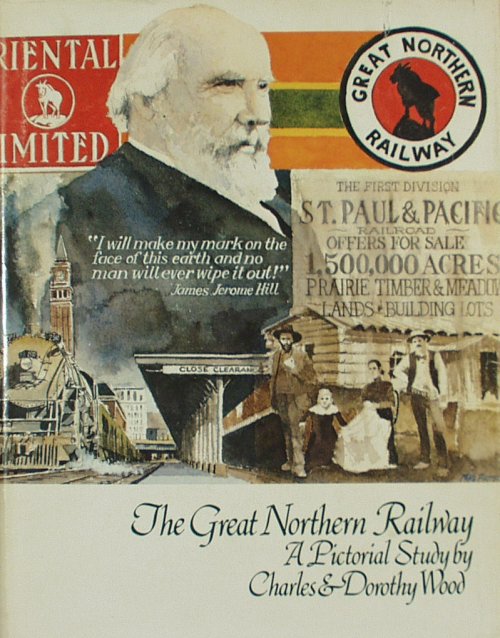 RIENTAL
IMITED
GREAT NORTHERN
RAILWAY
THE FIRST DIVISION
ST. PAUL & PACIFIC
RAILROAD
OFFERS FOR SALE
1,500,000 ACRES
PRAIRIE TIMBER & MEADOW
LANDS • BUILDING LOTS
"I will make my mark on the
face of this earth and no
man will ever wipe it out!"
James Jerome Hill
CLOSE CLEARANC
The Great Northern Railway
A Pictorial Study by
Charles & Dorothy Wood